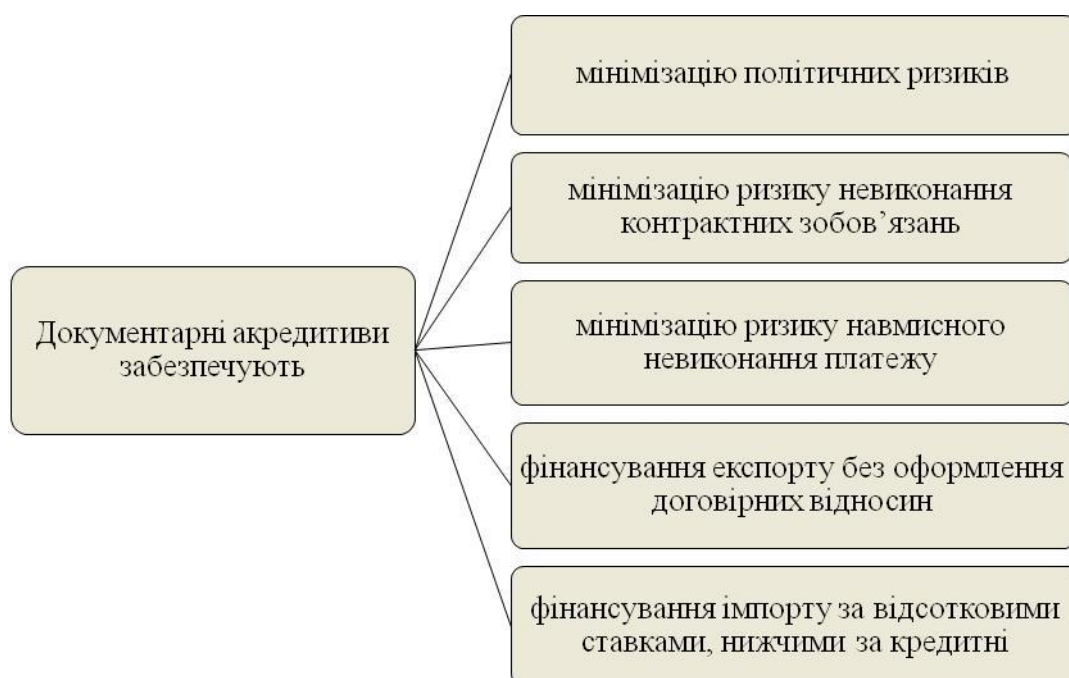 Документарні акредитиви
забезпечують
мінімізацію політичних ризиків
мінімізацію ризику невиконання
контрактних зобов’язань
мінімізацію ризику навмисного
невиконання платежу
фінансування експорту без оформлення
договірних відносин
фінансування імпорту за відсотковими
ставками, нижчими за кредитні